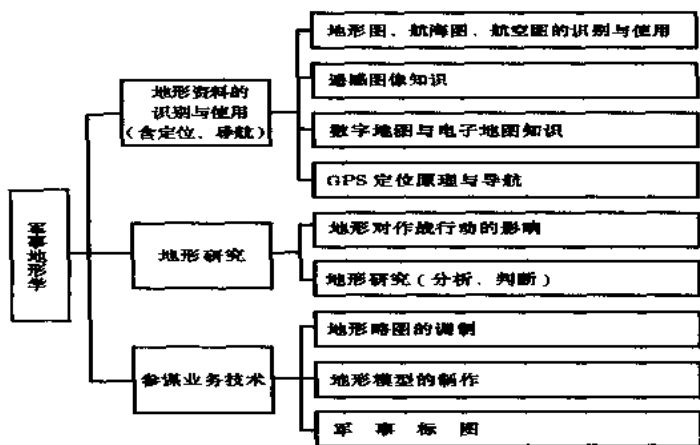 军事地形学
地形资料的
识别与使用
(含定位、导航)
地形图、航海图、航空图的识别与使用
遥感图像知识
数字地图与电子地图知识
GPS 定位原理与导航
地形研究
地形对作战行动的影响
地形研究(分析、判断)
参谋业务技术
地形略图的调制
地形模型的制作
军事标图